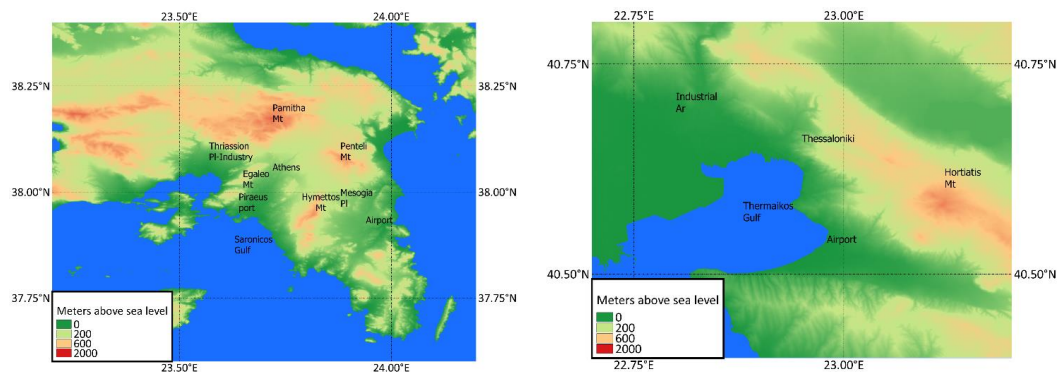 23.50°E
24.00°E
38.25°N
38.25°N
Parnitha
Mt
Thriassion
Pl-Industry
Penteli
Mt
Athens
Egaleo
Mt
38.00°N
38.00°N
Piraeus
port
Hymettos
Mt
Mesogia
Pl
Airport
Saronicos
Gulf
37.75°N
37.75°N
Meters above sea level
0
200
600
2000
23.50°E
24.00°E
22.75°E
23.00°E
40.75°N
40.75°N
Industrial
Ar
Thessaloniki
Hortiatis
Mt
Thermaikos
Gulf
Airport
40.50°N
40.50°N
Meters above sea level
0
200
600
2000
22.75°E
23.00°E